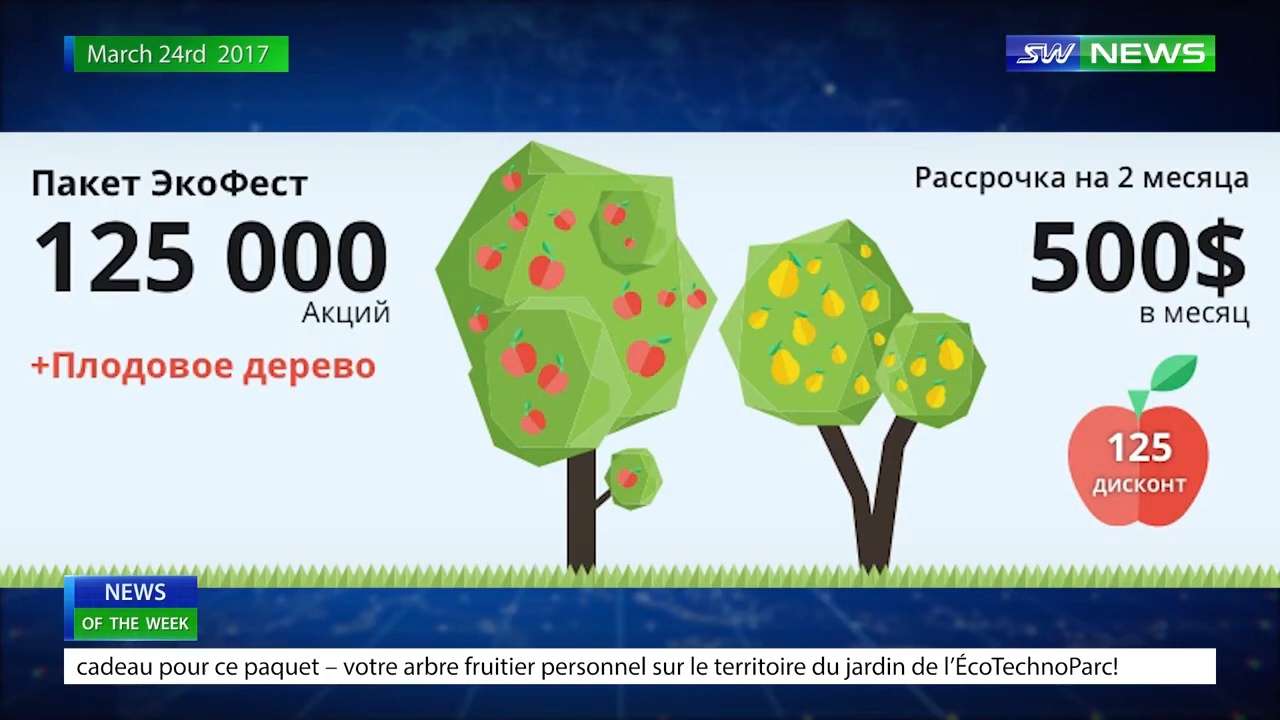 March 24rd 2017
SW NEWS
Пакет ЭкоФест
125 000
Акций
+Плодовое дерево
Рассрочка на 2 месяца
500$
в месяц
125
дисконт
NEWS
OF THE WEEK
cadeau pour ce paquet – votre arbre fruitier personnel sur le territoire du jardin de l’ÉcoTechnoParc!